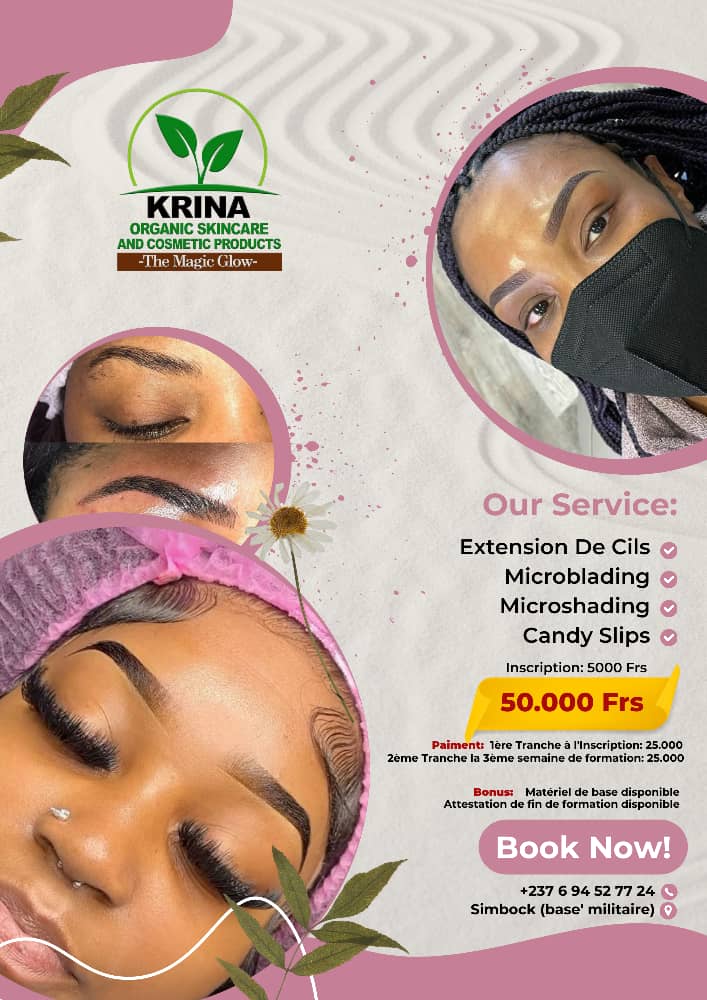 KRINA
ORGANIC SKINCARE
AND COSMETIC PRODUCTS
-The Magic Glow-
Our Service:
Extension De Cils
Microblading
Microshading
Candy Slips
Inscription: 5000 Frs
50.000 Frs
Paiment: 1ère Tranche à l'Inscription: 25.000
2ème Tranche la 3ème semaine de formation: 25.000
Bonus: Matériel de base disponible
Attestation de fin de formation disponible
Book Now!
+237 6 94 52 77 24
Simbock (base' militaire)